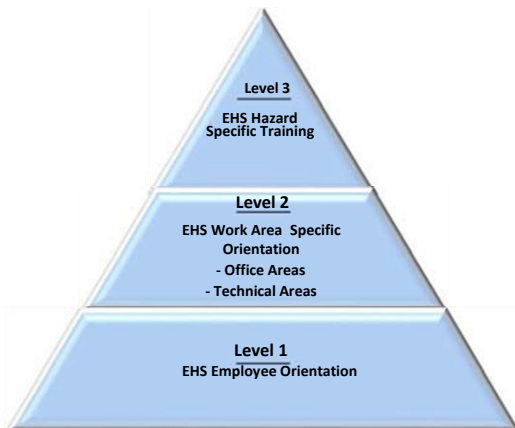 Level 3
EHS Hazard
Specific Training
Level 2
EHS Work Area Specific
Orientation
- Office Areas
- Technical Areas
Level 1
EHS Employee Orientation